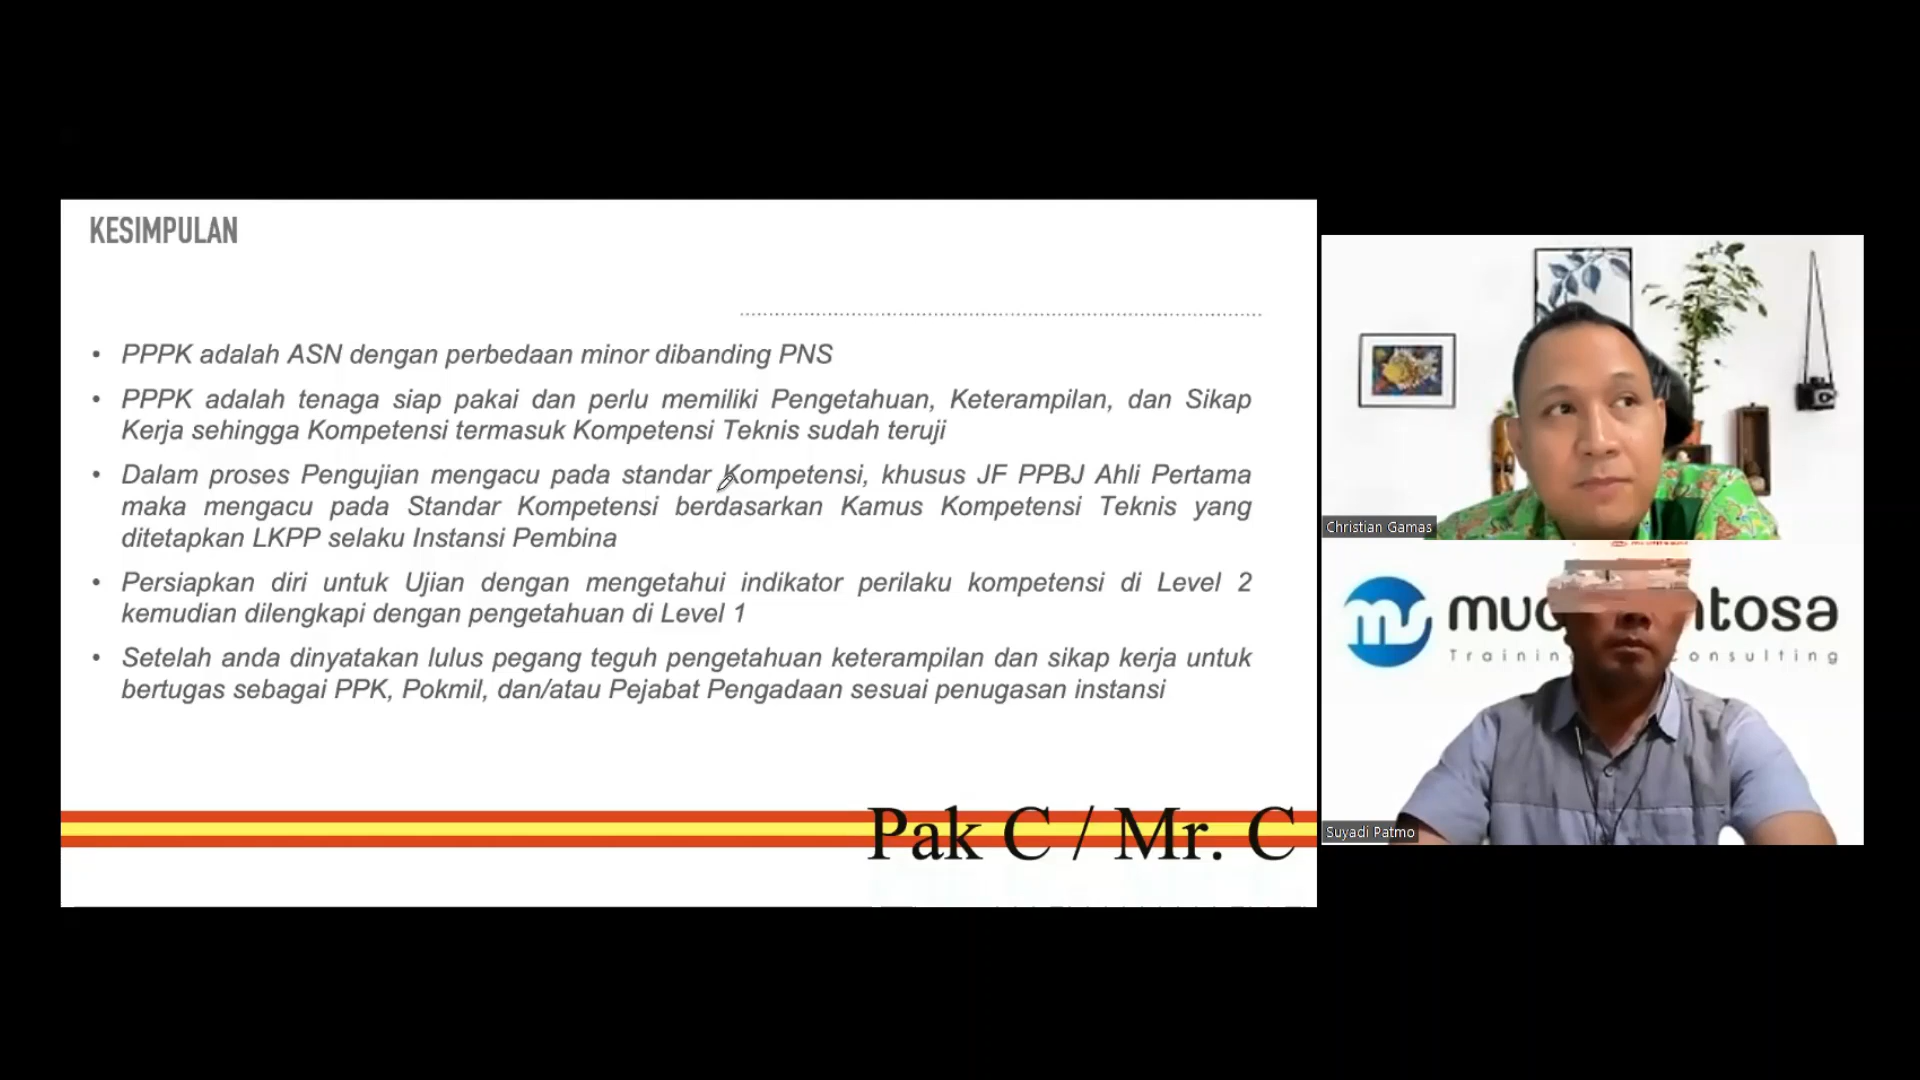 KESIMPULAN
• PPPK adalah ASN dengan perbedaan minor dibanding PNS
• PPPK adalah tenaga siap pakai dan perlu memiliki Pengetahuan, Keterampilan, dan Sikap
Kerja sehingga Kompetensi termasuk Kompetensi Teknis sudah teruji
• Dalam proses Pengujian mengacu pada standar Kompetensi, khusus JF PPBJ Ahli Pertama
maka mengacu pada Standar Kompetensi berdasarkan Kamus Kompetensi Teknis yang
ditetapkan LKPP selaku Instansi Pembina
• Persiapkan diri untuk Ujian dengan mengetahui indikator perilaku kompetensi di Level 2
kemudian dilengkapi dengan pengetahuan di Level 1
• Setelah anda dinyatakan lulus pegang teguh pengetahuan keterampilan dan sikap kerja untuk
bertugas sebagai PPK, Pokmil, dan/atau Pejabat Pengadaan sesuai penugasan instansi
Pak C / Mr. C
Christian Gamas
Training
Suyadi Patmo